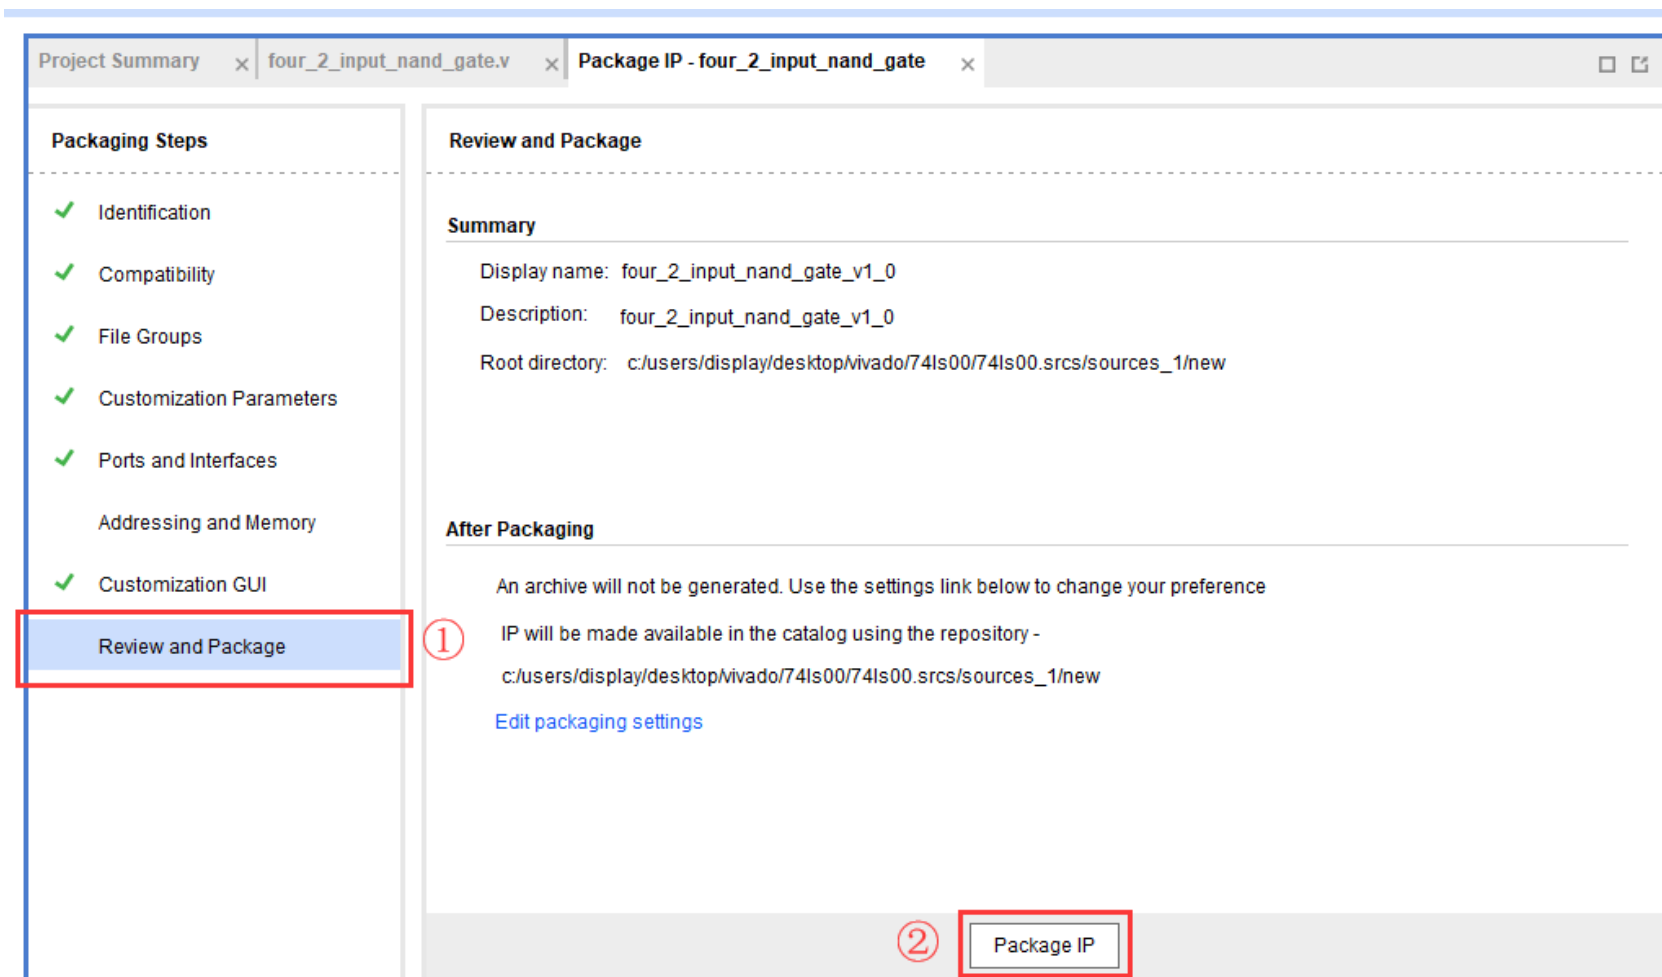 Project Summary
four_2_input_nand_gate.v
Package IP - four_2_input_nand_gate
Packaging Steps
Identification
Compatibility
File Groups
Customization Parameters
Ports and Interfaces
Addressing and Memory
Customization GUI
Review and Package
①
Review and Package
Summary
Display name: four_2_input_nand_gate_v1_0
Description: four_2_input_nand_gate_v1_0
Root directory: c:/users/display/desktop/vivado/74ls00/74ls00.srcs/sources_1/new
After Packaging
An archive will not be generated. Use the settings link below to change your preference
IP will be made available in the catalog using the repository -
c:/users/display/desktop/vivado/74ls00/74ls00.srcs/sources_1/new
Edit packaging settings
②
Package IP